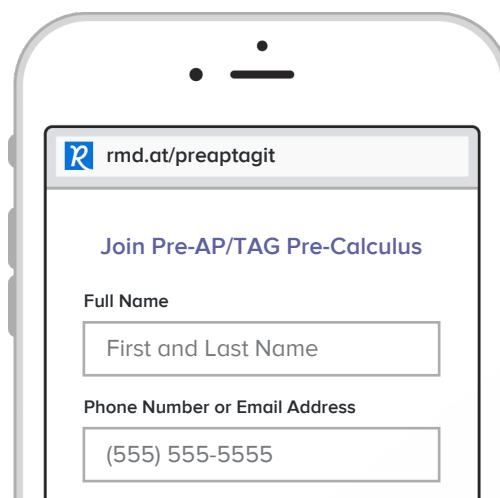 rmd.at/preaptagit
Join Pre-AP/TAG Pre-Calculus
Full Name
First and Last Name
Phone Number or Email Address
(555) 555-5555